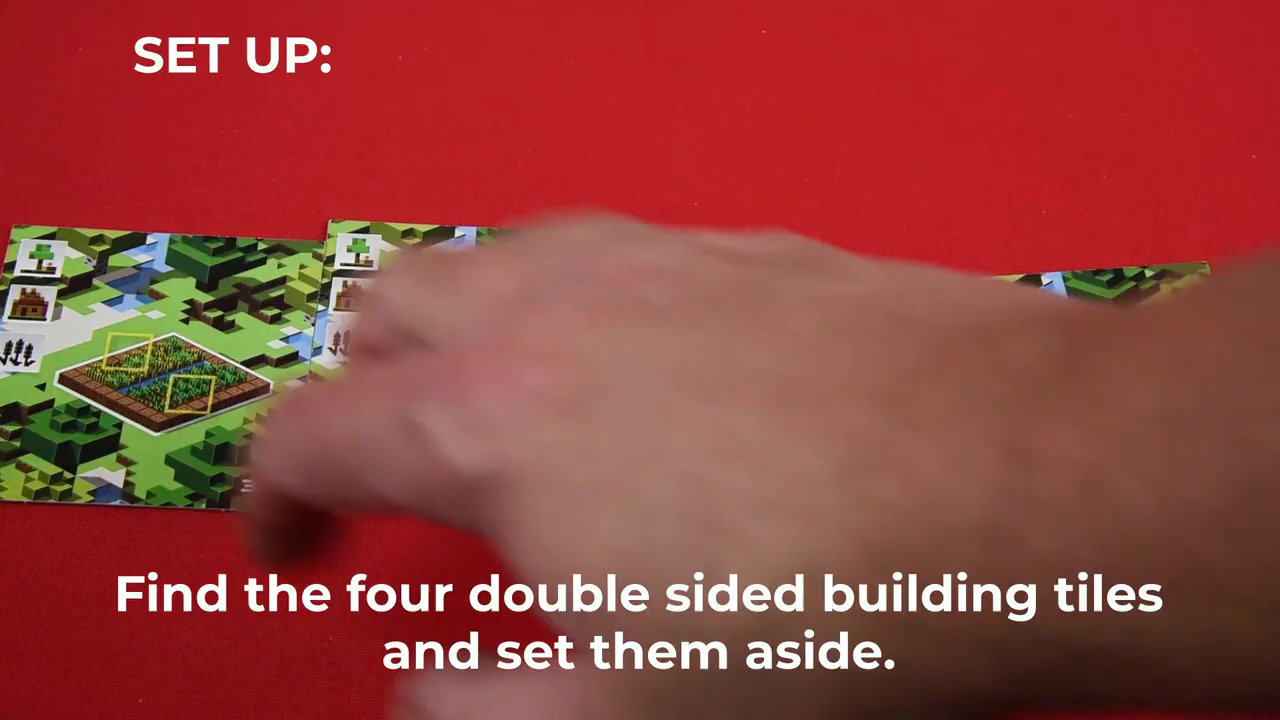 SET UP:
Find the four double sided building tiles
and set them aside.